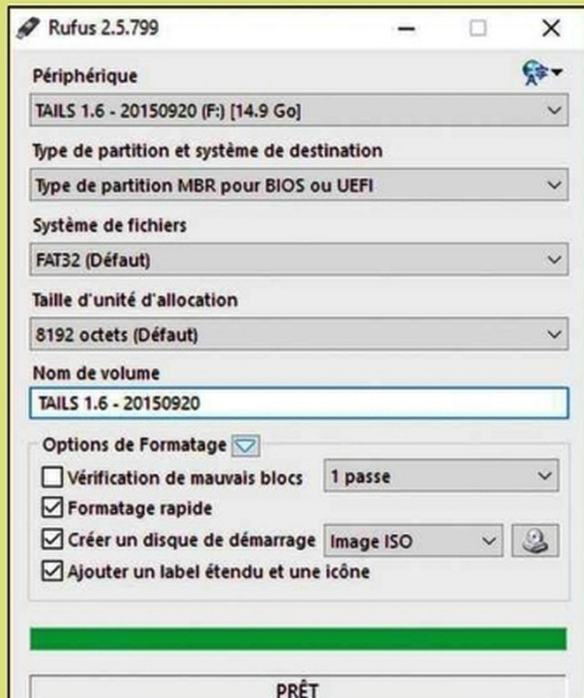 Rufus 2.5.799
Périphérique
TAILS 1.6 - 20150920 (F:) [14.9 Go]
Type de partition et système de destination
Type de partition MBR pour BIOS ou UEFI
Système de fichiers
FAT32 (Défaut)
Taille d'unité d'allocation
8192 octets (Défaut)
Nom de volume
TAILS 1.6 - 20150920
Options de Formatage
Vérification de mauvais blocs 1 passe
Formatage rapide
Créer un disque de démarrage Image ISO
Ajouter un label étendu et une icône
PRÊT